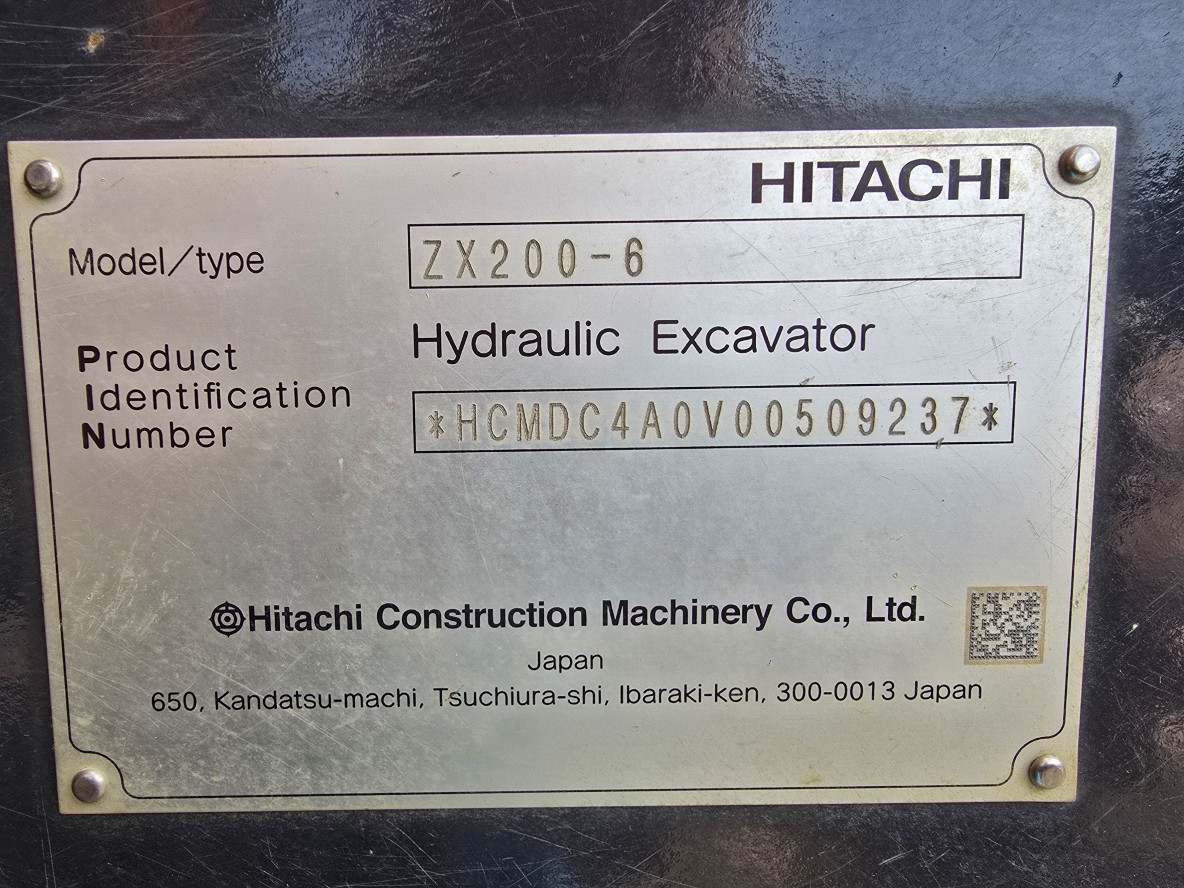 HITACHI
Model/type ZX200-6
Hydraulic Excavator
Product
Identification
Number *HCMDC4A0V00509237*
Hitachi Construction Machinery Co., Ltd.
Japan
650, Kandatsu-machi, Tsuchiura-shi, Ibaraki-ken, 300-0013 Japan